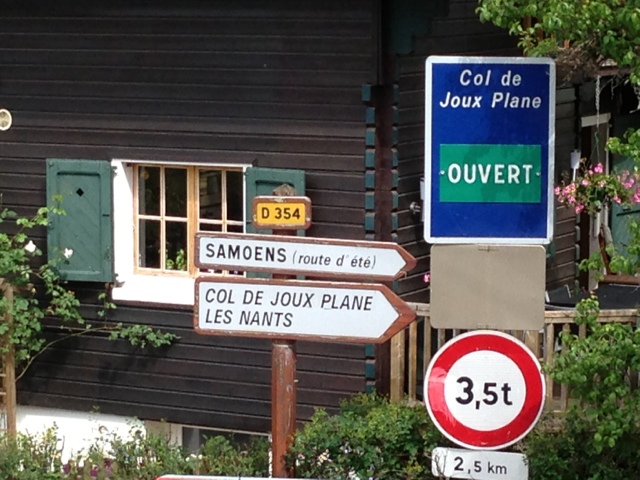 Col de
Joux Plane
OUVERT
D 354
SAMOENS (route d'été)
COL DE JOUX PLANE
LES NANTS
3,5t
2,5 KM